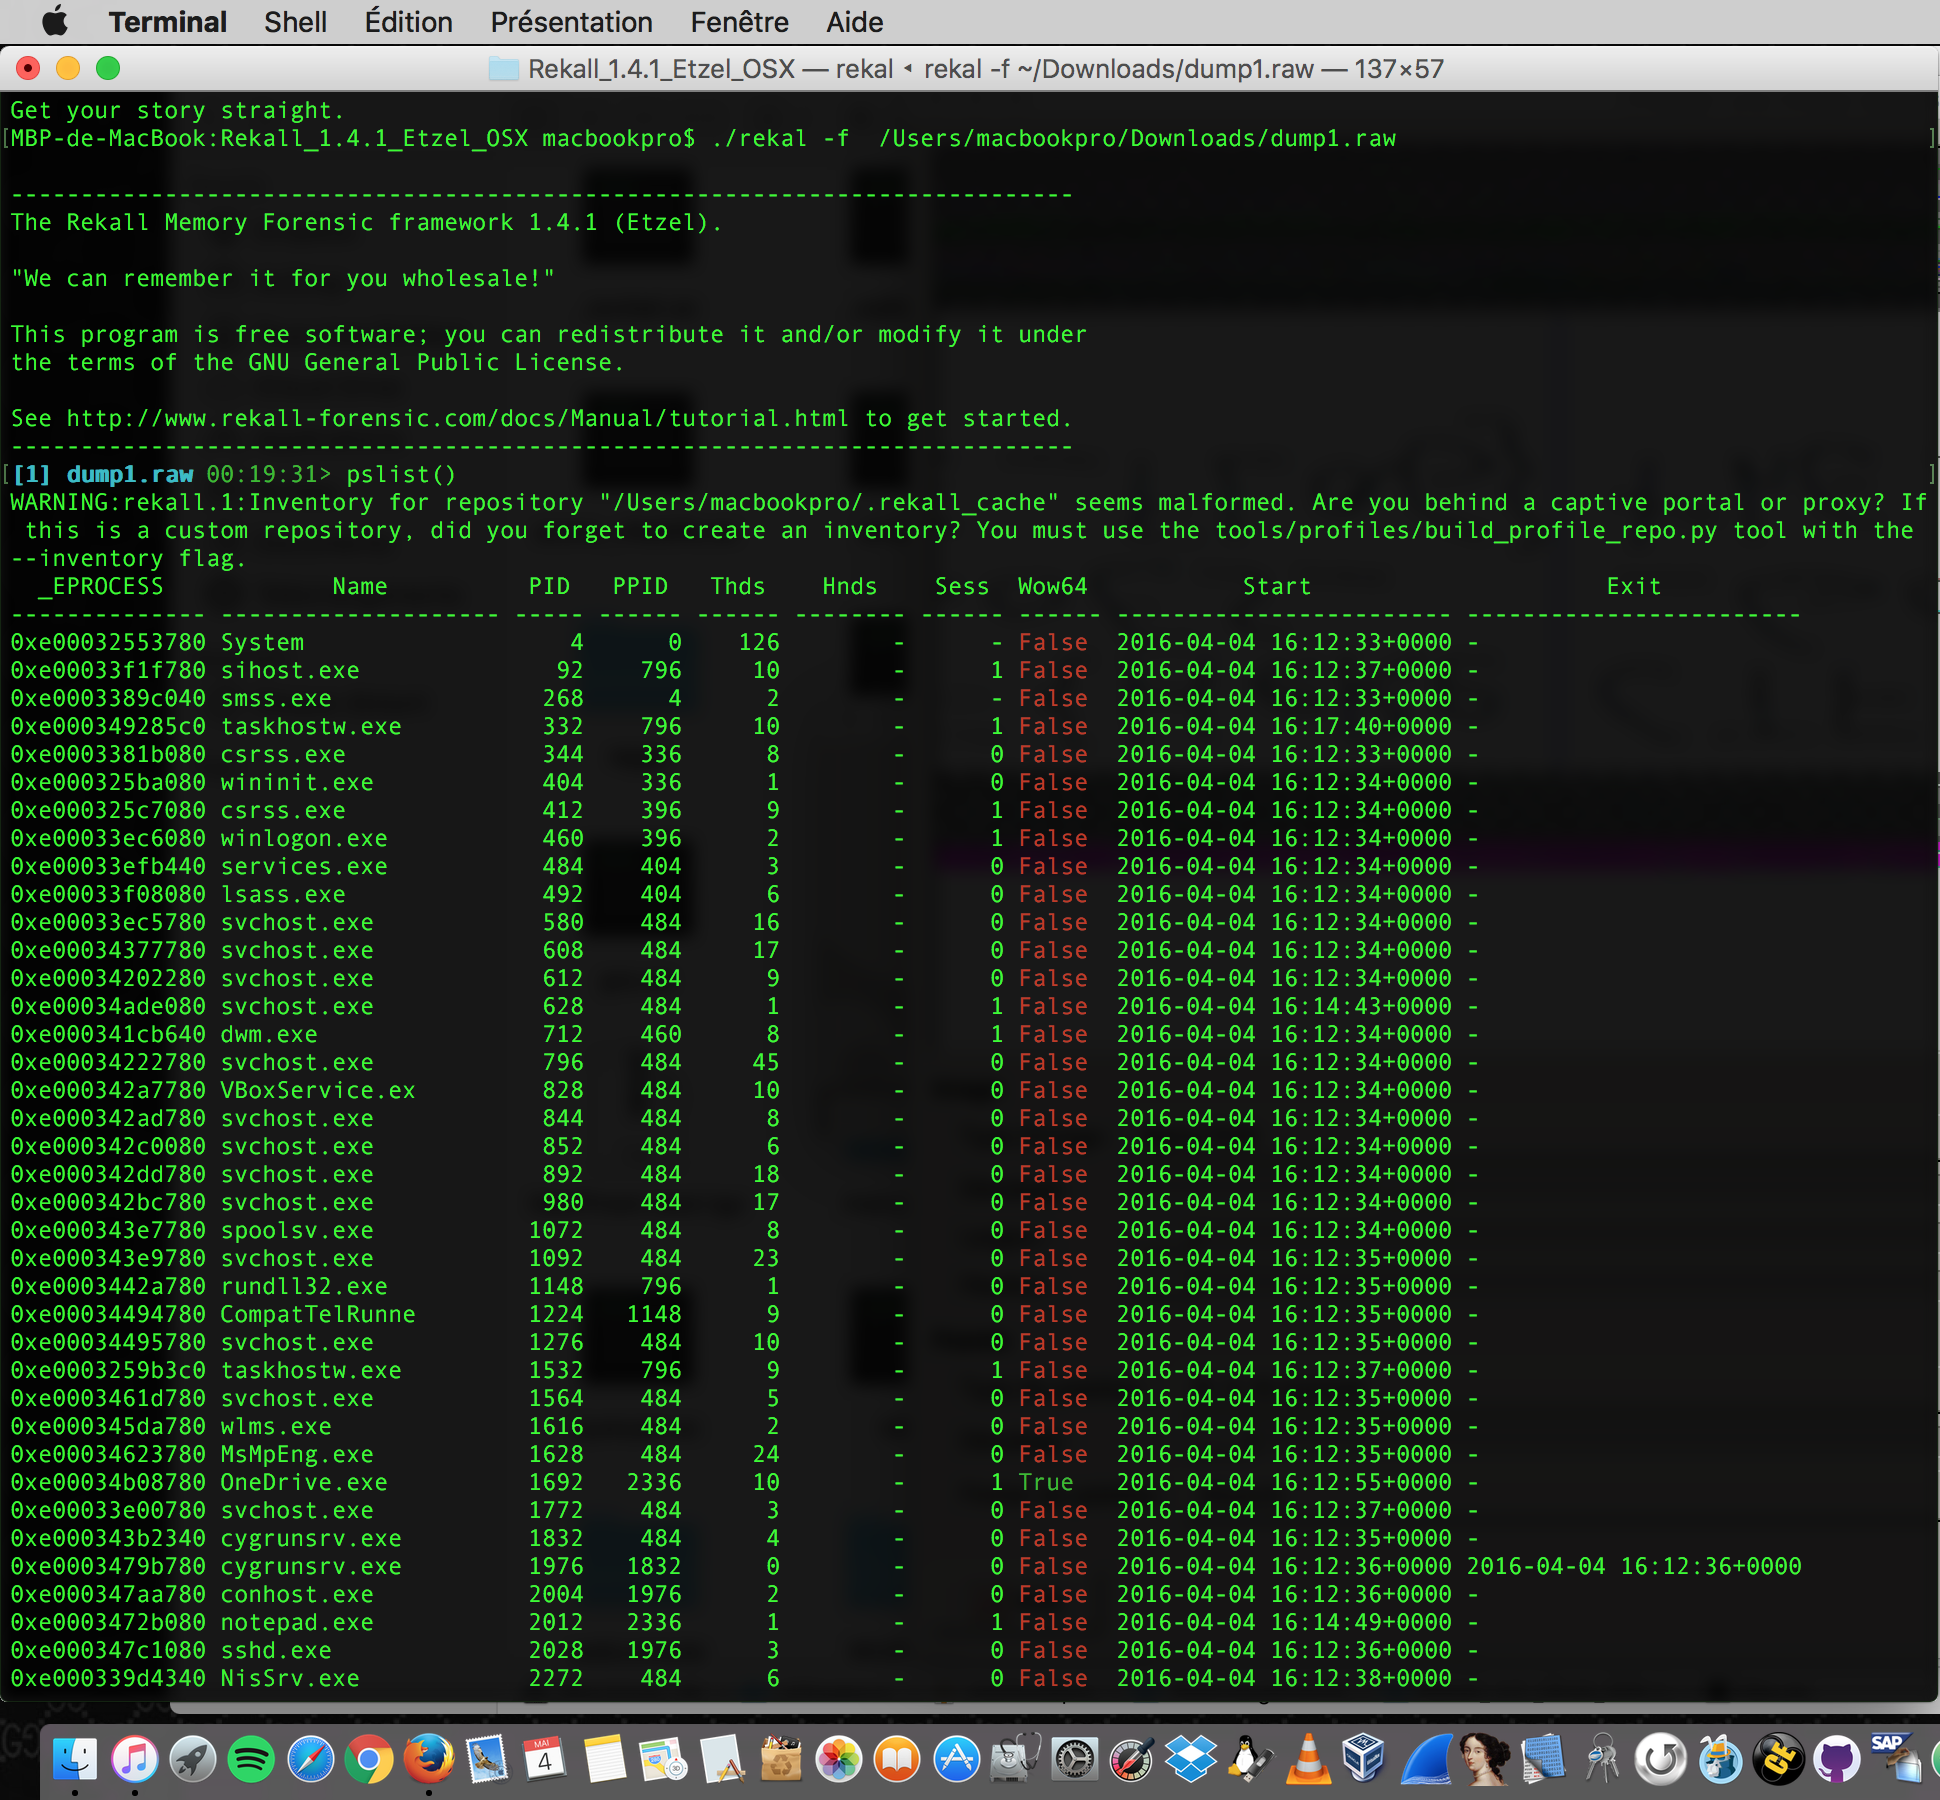 Terminal Shell Édition Présentation Fenêtre Aide
Rekall_1.4.1_Etzel_OSX — rekal ◂ rekal -f ~/Downloads/dump1.raw — 137×57
Get your story straight.
[MBP-de-MacBook:Rekall_1.4.1_Etzel_OSX macbookpro$ ./rekal -f  /Users/macbookpro/Downloads/dump1.raw ]
----------------------------------------------------------------------------
The Rekall Memory Forensic framework 1.4.1 (Etzel).
"We can remember it for you wholesale!"
This program is free software; you can redistribute it and/or modify it under
the terms of the GNU General Public License.
See http://www.rekall-forensic.com/docs/Manual/tutorial.html to get started.
----------------------------------------------------------------------------
[[1] dump1.raw 00:19:31> pslist() ]
WARNING:rekall.1:Inventory for repository "/Users/macbookpro/.rekall_cache" seems malformed. Are you behind a captive portal or proxy? If
this is a custom repository, did you forget to create an inventory? You must use the tools/profiles/build_profile_repo.py tool with the
--inventory flag.
_EPROCESS Name PID PPID Thds Hnds Sess Wow64 Start Exit
-------------- -------------------- ----- ------ ------ -------- ------ ------ ------------------------ ------------------------
0xe00032553780 System 4 0 126 - - False 2016-04-04 16:12:33+0000 -
0xe00033f1f780 sihost.exe 92 796 10 - 1 False 2016-04-04 16:12:37+0000 -
0xe0003389c040 smss.exe 268 4 2 - - False 2016-04-04 16:12:33+0000 -
0xe000349285c0 taskhostw.exe 332 796 10 - 1 False 2016-04-04 16:17:40+0000 -
0xe0003381b080 csrss.exe 344 336 8 - 0 False 2016-04-04 16:12:33+0000 -
0xe000325ba080 wininit.exe 404 336 1 - 0 False 2016-04-04 16:12:34+0000 -
0xe000325c7080 csrss.exe 412 396 9 - 1 False 2016-04-04 16:12:34+0000 -
0xe00033ec6080 winlogon.exe 460 396 2 - 1 False 2016-04-04 16:12:34+0000 -
0xe00033efb440 services.exe 484 404 3 - 0 False 2016-04-04 16:12:34+0000 -
0xe00033f08080 lsass.exe 492 404 6 - 0 False 2016-04-04 16:12:34+0000 -
0xe00033ec5780 svchost.exe 580 484 16 - 0 False 2016-04-04 16:12:34+0000 -
0xe00034377780 svchost.exe 608 484 17 - 0 False 2016-04-04 16:12:34+0000 -
0xe00034202280 svchost.exe 612 484 9 - 0 False 2016-04-04 16:12:34+0000 -
0xe00034ade080 svchost.exe 628 484 1 - 1 False 2016-04-04 16:14:43+0000 -
0xe000341cb640 dwm.exe 712 460 8 - 1 False 2016-04-04 16:12:34+0000 -
0xe00034222780 svchost.exe 796 484 45 - 0 False 2016-04-04 16:12:34+0000 -
0xe000342a7780 VBoxService.ex 828 484 10 - 0 False 2016-04-04 16:12:34+0000 -
0xe000342ad780 svchost.exe 844 484 8 - 0 False 2016-04-04 16:12:34+0000 -
0xe000342c0080 svchost.exe 852 484 6 - 0 False 2016-04-04 16:12:34+0000 -
0xe000342dd780 svchost.exe 892 484 18 - 0 False 2016-04-04 16:12:34+0000 -
0xe000342bc780 svchost.exe 980 484 17 - 0 False 2016-04-04 16:12:34+0000 -
0xe000343e7780 spoolsv.exe 1072 484 8 - 0 False 2016-04-04 16:12:34+0000 -
0xe000343e9780 svchost.exe 1092 484 23 - 0 False 2016-04-04 16:12:35+0000 -
0xe0003442a780 rundll32.exe 1148 796 1 - 0 False 2016-04-04 16:12:35+0000 -
0xe00034494780 CompatTelRunne 1224 1148 9 - 0 False 2016-04-04 16:12:35+0000 -
0xe00034495780 svchost.exe 1276 484 10 - 0 False 2016-04-04 16:12:35+0000 -
0xe0003259b3c0 taskhostw.exe 1532 796 9 - 1 False 2016-04-04 16:12:37+0000 -
0xe0003461d780 svchost.exe 1564 484 5 - 0 False 2016-04-04 16:12:35+0000 -
0xe000345da780 wlms.exe 1616 484 2 - 0 False 2016-04-04 16:12:35+0000 -
0xe00034623780 MsMpEng.exe 1628 484 24 - 0 False 2016-04-04 16:12:35+0000 -
0xe00034b08780 OneDrive.exe 1692 2336 10 - 1 True 2016-04-04 16:12:55+0000 -
0xe00033e00780 svchost.exe 1772 484 3 - 0 False 2016-04-04 16:12:37+0000 -
0xe000343b2340 cygrunsrv.exe 1832 484 4 - 0 False 2016-04-04 16:12:35+0000 -
0xe0003479b780 cygrunsrv.exe 1976 1832 0 - 0 False 2016-04-04 16:12:36+0000 2016-04-04 16:12:36+0000
0xe000347aa780 conhost.exe 2004 1976 2 - 0 False 2016-04-04 16:12:36+0000 -
0xe0003472b080 notepad.exe 2012 2336 1 - 1 False 2016-04-04 16:14:49+0000 -
0xe000347c1080 sshd.exe 2028 1976 3 - 0 False 2016-04-04 16:12:36+0000 -
0xe000339d4340 NisSrv.exe 2272 484 6 - 0 False 2016-04-04 16:12:38+0000 -
MAI
4
SAP